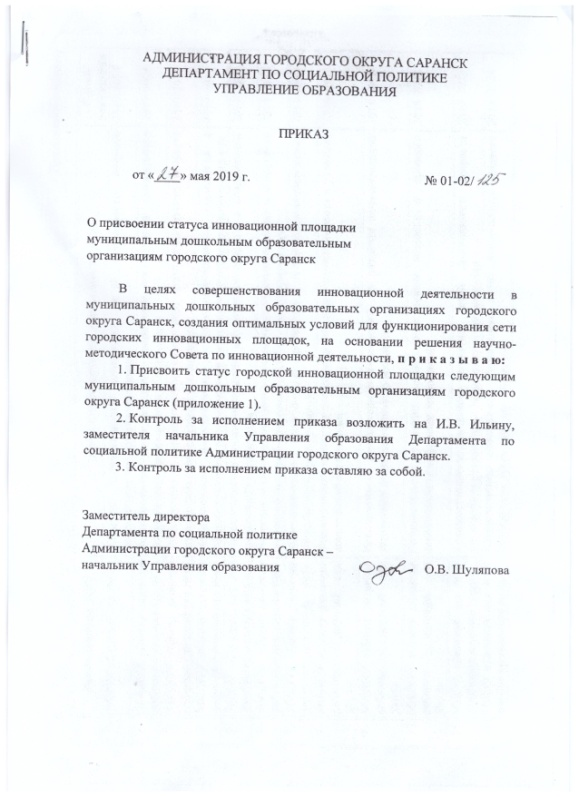 АДМИНИСТРАЦИЯ ГОРОДСКОГО ОКРУГА САРАНСК
ДЕПАРТАМЕНТ ПО СОЦИАЛЬНОЙ ПОЛИТИКЕ
УПРАВЛЕНИЕ ОБРАЗОВАНИЯ
ПРИКАЗ
от «27» мая 2019 г. № 01-02/125
О присвоении статуса инновационной площадки
муниципальным дошкольным образовательным
организациям городского округа Саранск
В целях совершенствования инновационной деятельности в
муниципальных дошкольных образовательных организациях городского
округа Саранск, создания оптимальных условий для функционирования сети
городских инновационных площадок, на основании решения научно-
методического Совета по инновационной деятельности, п р и к а з ы в а ю:
1. Присвоить статус городской инновационной площадки следующим
муниципальным дошкольным образовательным организациям городского
округа Саранск (приложение 1).
2. Контроль за исполнением приказа возложить на И.В. Ильину,
заместителя начальника Управления образования Департамента по
социальной политике Администрации городского округа Саранск.
3. Контроль за исполнением приказа оставляю за собой.
Заместитель директора
Департамента по социальной политике
Администрации городского округа Саранск –
начальник Управления образования О.В. Шуляпова